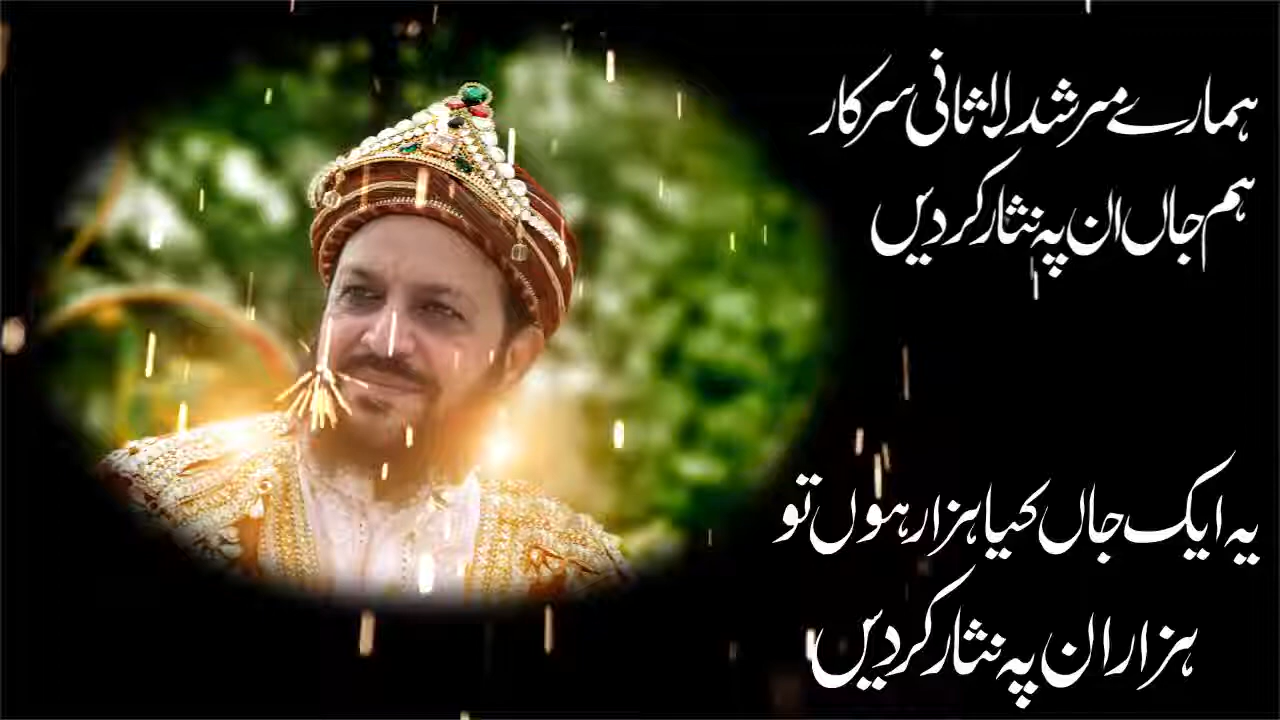 ہمارے مرشد لاثانی سرکار
ہم جاں ان پہ نثار کر دیں
یہ ایک جاں کیا ہزار ہوں تو
ہزار ان پہ نثار کر دیں